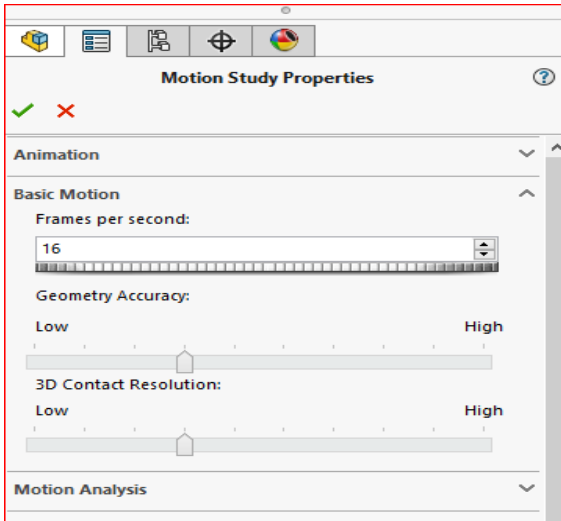 Motion Study Properties
?
Animation
Basic Motion
Frames per second:
16
Geometry Accuracy:
Low High
3D Contact Resolution:
Low High
Motion Analysis